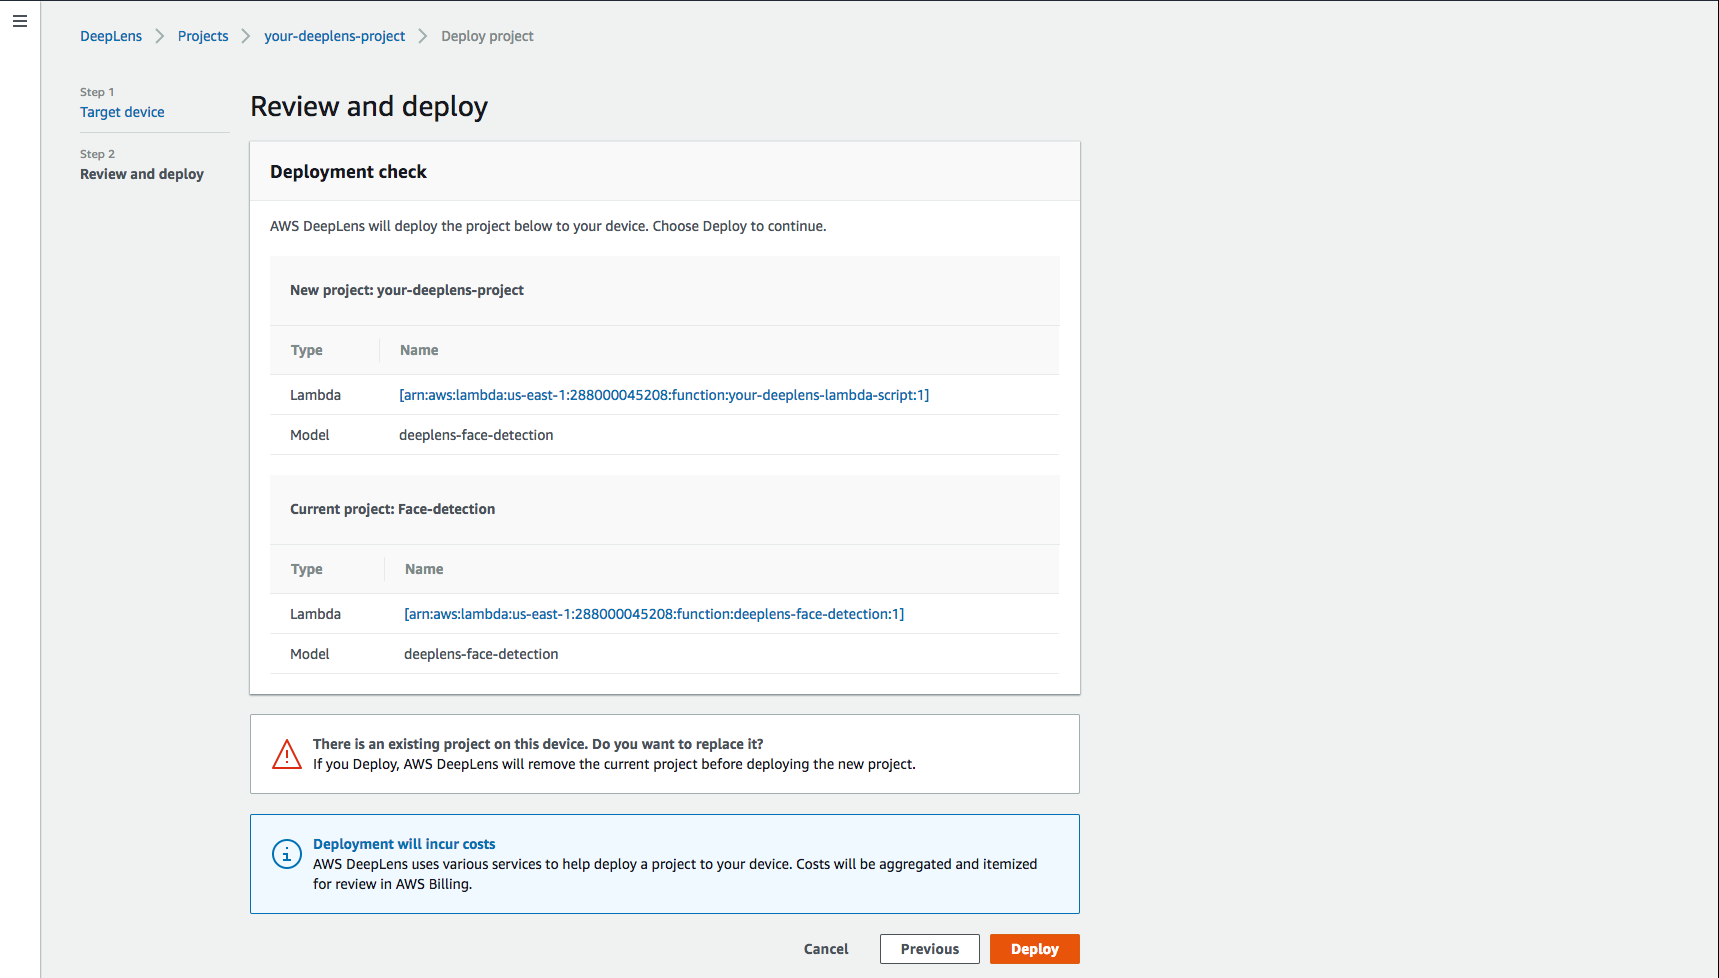 DeepLens > Projects > your-deeplens-project > Deploy project
Step 1
Target device
Step 2
Review and deploy
Review and deploy
Deployment check
AWS DeepLens will deploy the project below to your device. Choose Deploy to continue.
New project: your-deeplens-project
Type Name
Lambda [arn:aws:lambda:us-east-1:288000045208:function:your-deeplens-lambda-script:1]
Model deeplens-face-detection
Current project: Face-detection
Type Name
Lambda [arn:aws:lambda:us-east-1:288000045208:function:deeplens-face-detection:1]
Model deeplens-face-detection
There is an existing project on this device. Do you want to replace it?
If you Deploy, AWS DeepLens will remove the current project before deploying the new project.
Deployment will incur costs
AWS DeepLens uses various services to help deploy a project to your device. Costs will be aggregated and itemized
for review in AWS Billing.
Cancel Previous Deploy